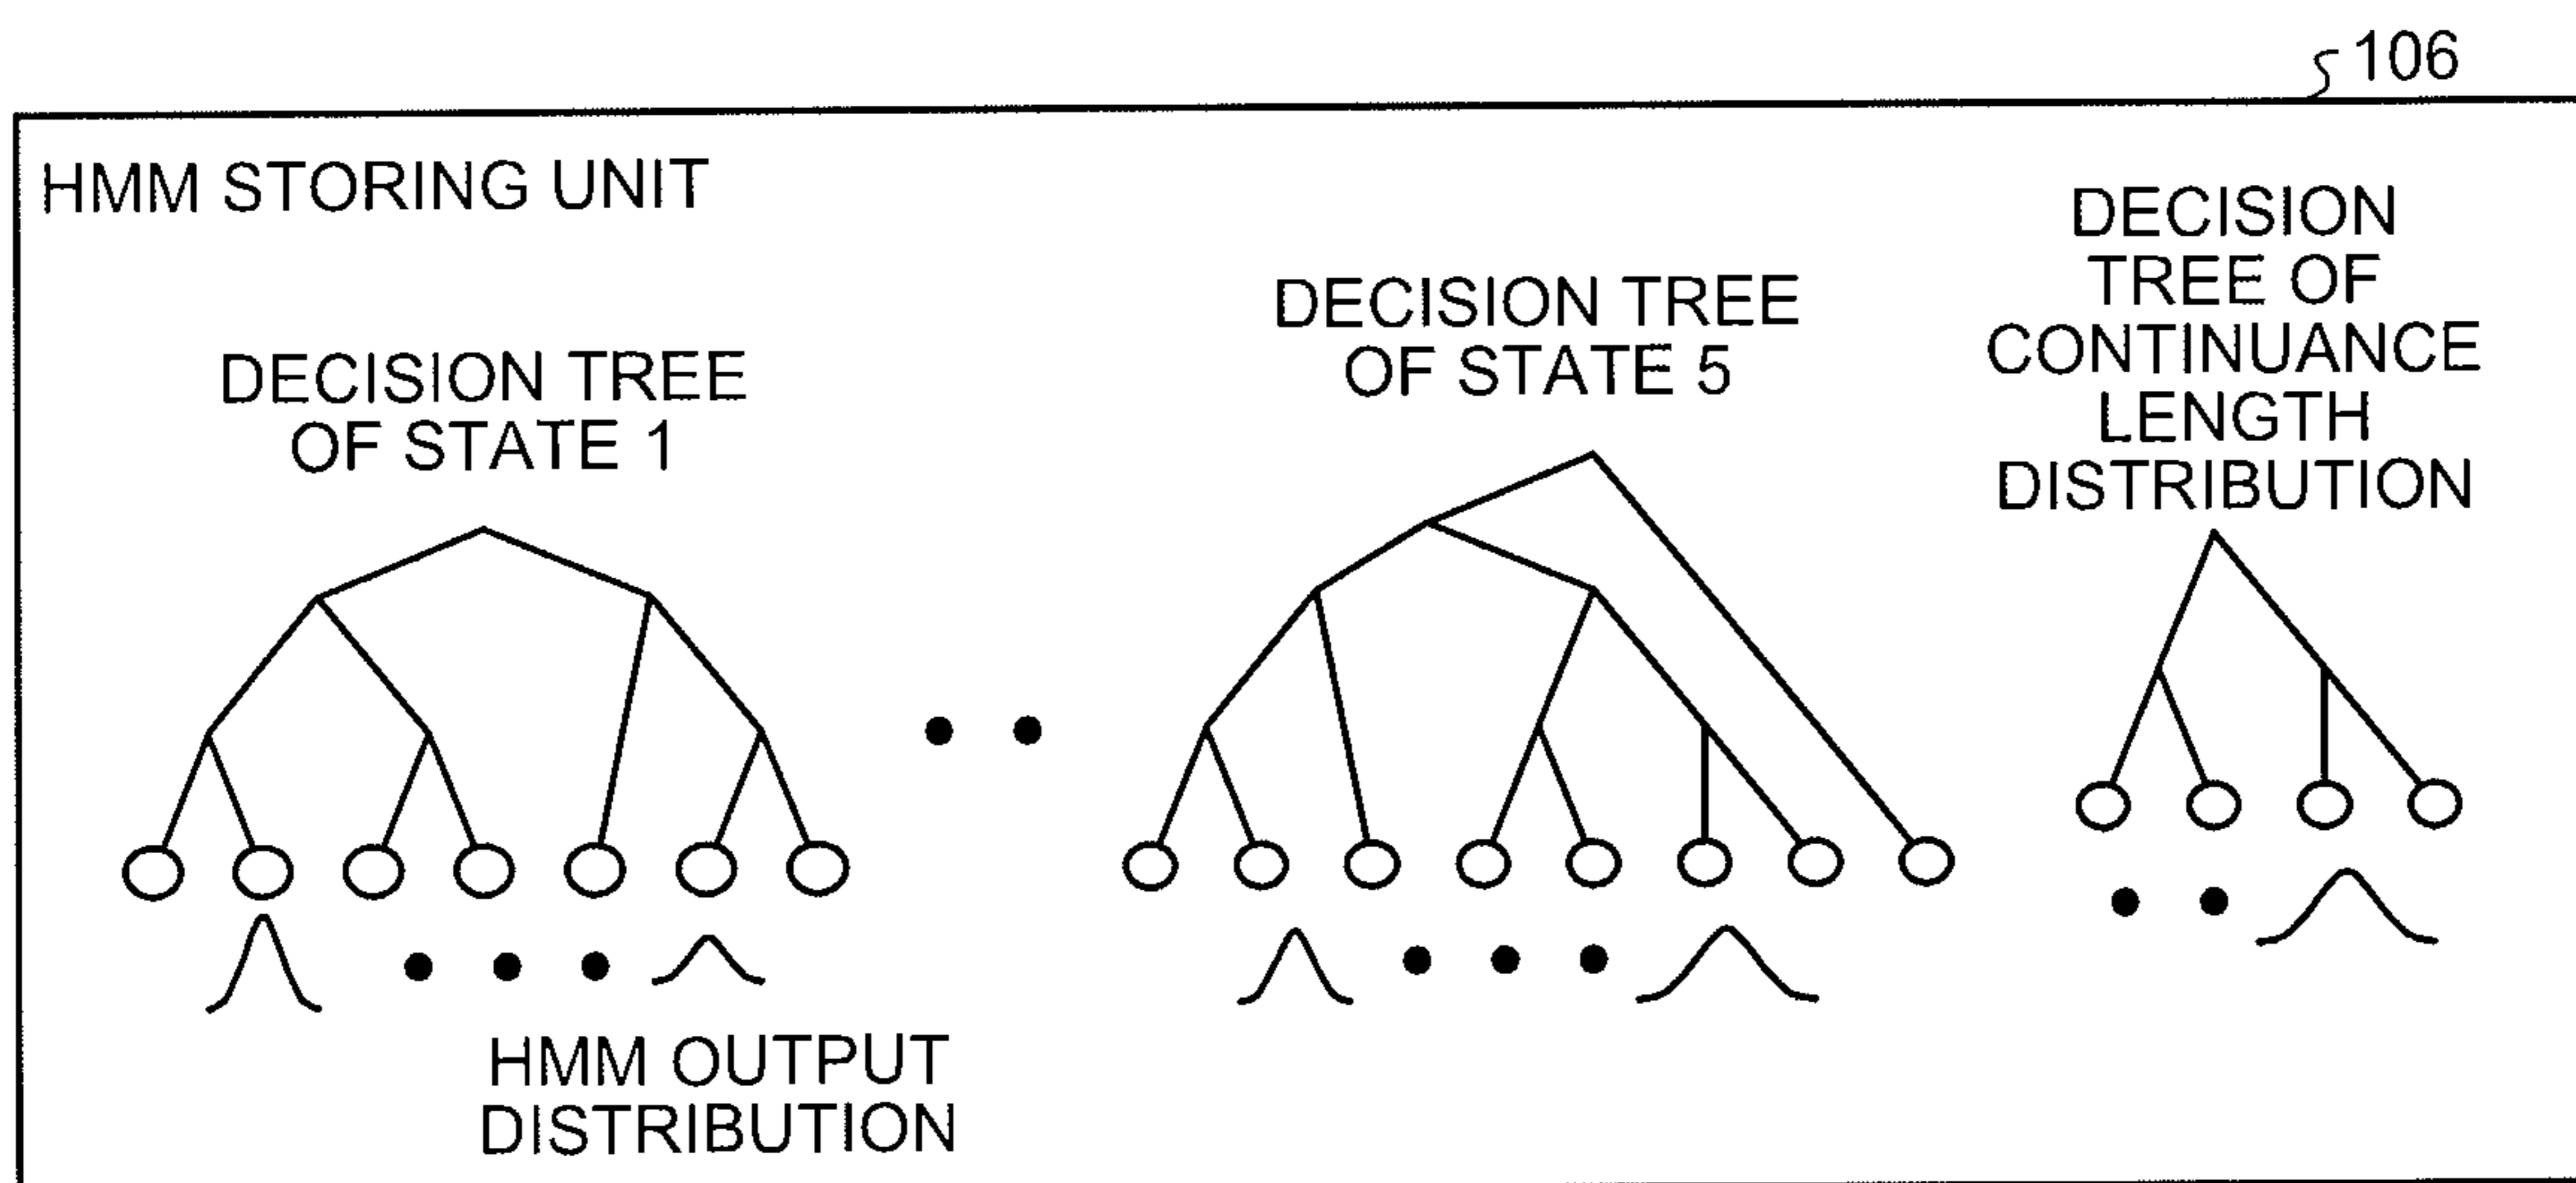 106
HMM STORING UNIT
DECISION TREE
OF STATE 1
DECISION TREE
OF STATE 5
DECISION
TREE OF
CONTINUANCE
LENGTH
DISTRIBUTION
HMM OUTPUT
DISTRIBUTION